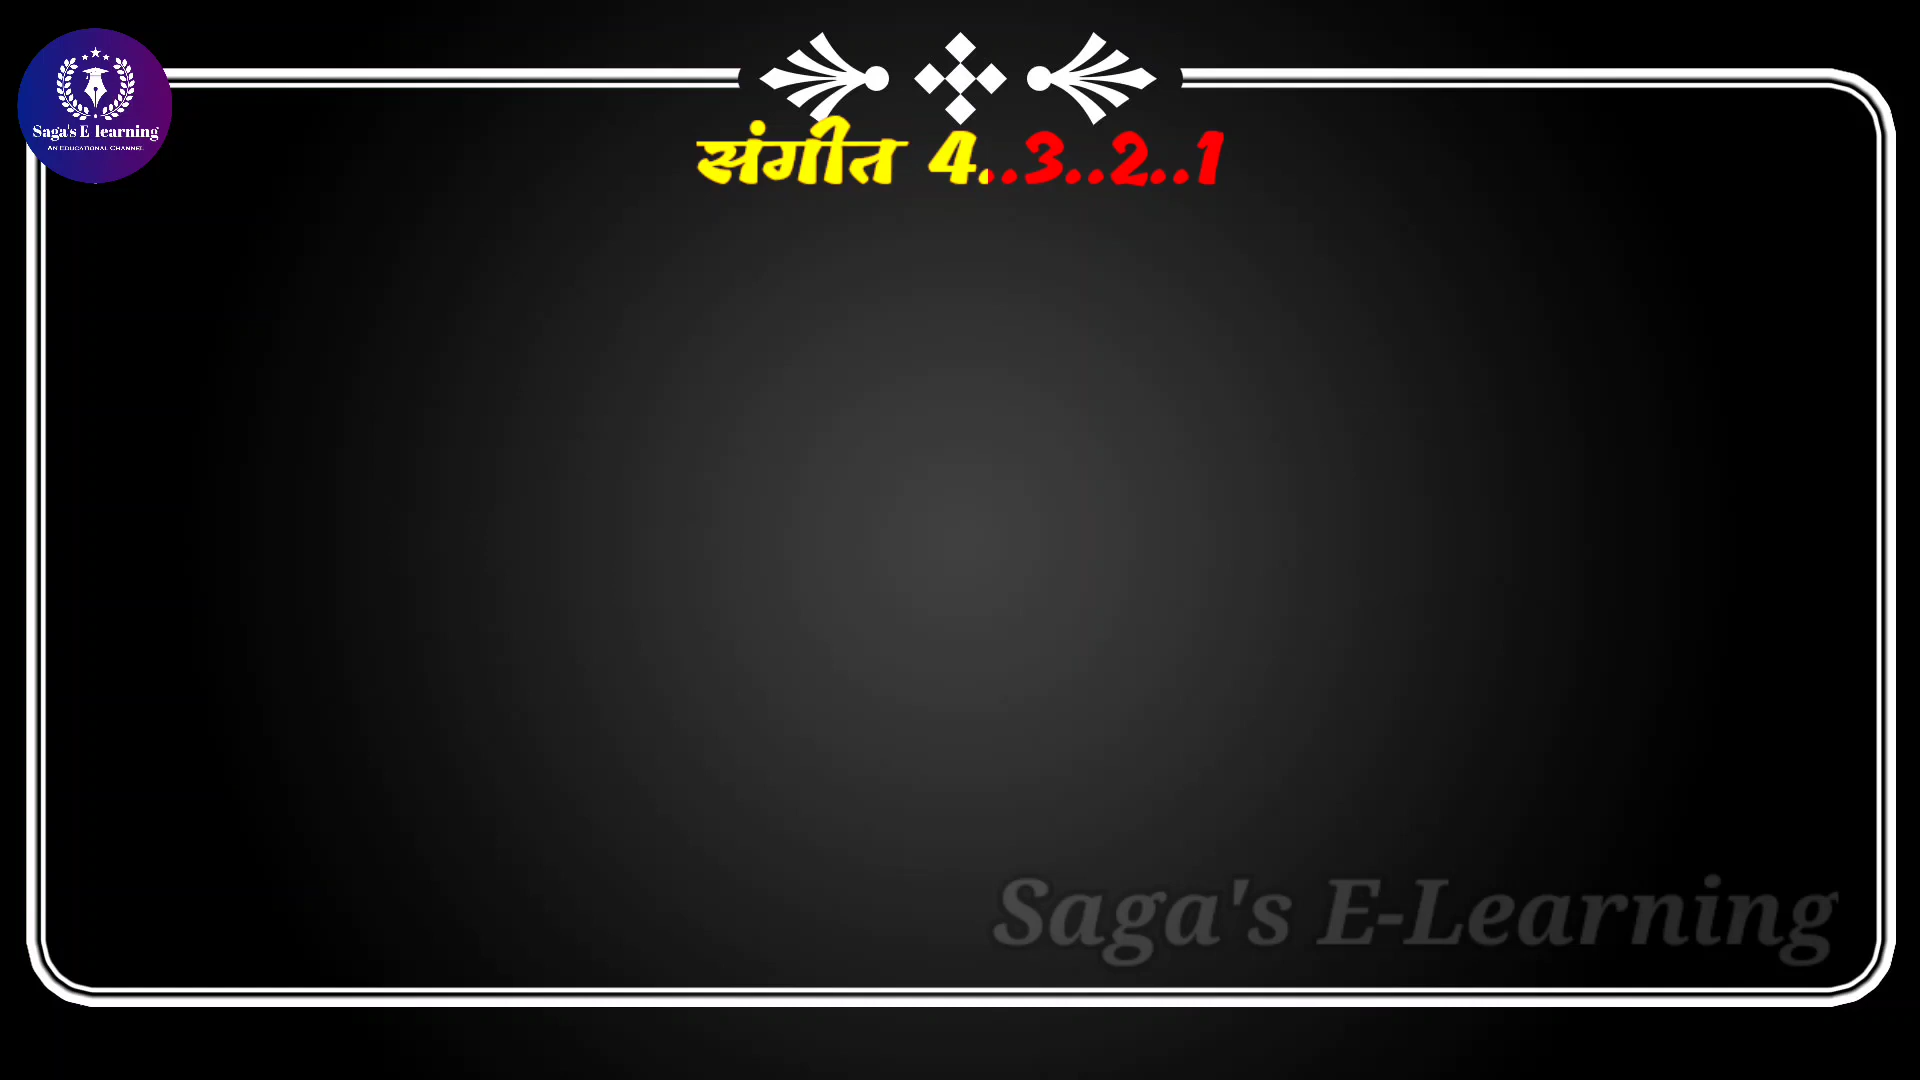 Saga's E learning
AN EDUCATIONAL CHANNEL
संगीत 4..3..2..1
Saga's E-Learning